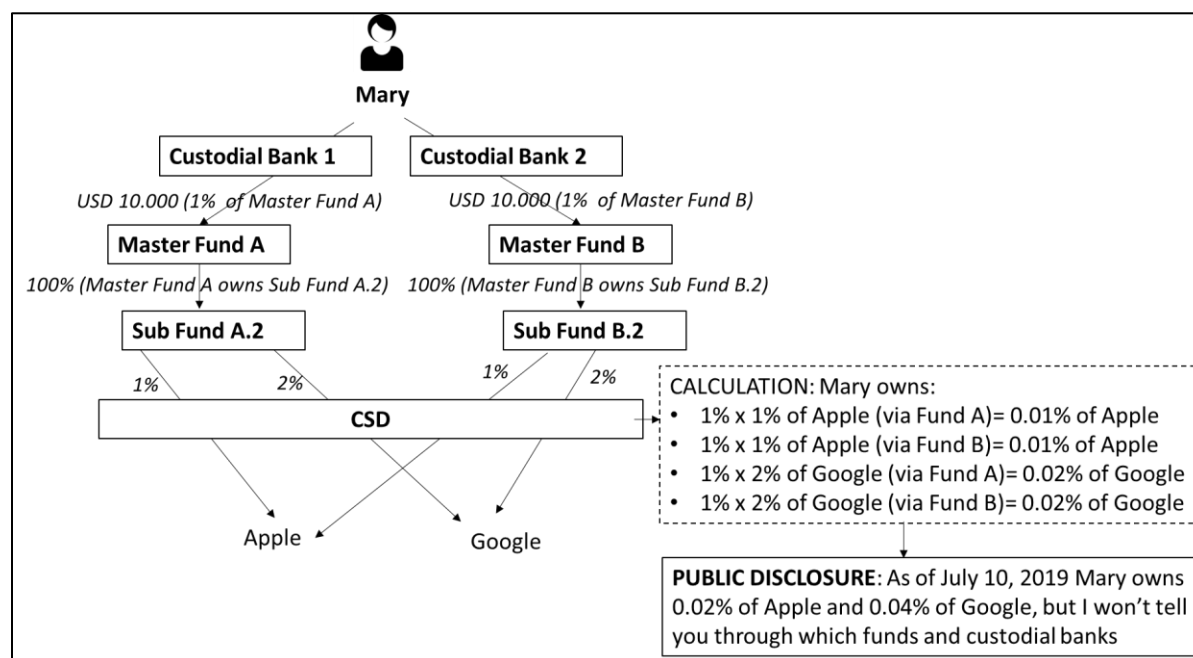 Mary
Custodial Bank 1
Custodial Bank 2
USD 10.000 (1% of Master Fund A)
USD 10.000 (1% of Master Fund B)
Master Fund A
Master Fund B
100% (Master Fund A owns Sub Fund A.2)
100% (Master Fund B owns Sub Fund B.2)
Sub Fund A.2
Sub Fund B.2
1%
2%
1%
2%
CSD
CALCULATION: Mary owns:
• 1% x 1% of Apple (via Fund A)= 0.01% of Apple
• 1% x 1% of Apple (via Fund B)= 0.01% of Apple
• 1% x 2% of Google (via Fund A)= 0.02% of Google
• 1% x 2% of Google (via Fund B)= 0.02% of Google
Apple
Google
PUBLIC DISCLOSURE: As of July 10, 2019 Mary owns
0.02% of Apple and 0.04% of Google, but I won't tell
you through which funds and custodial banks